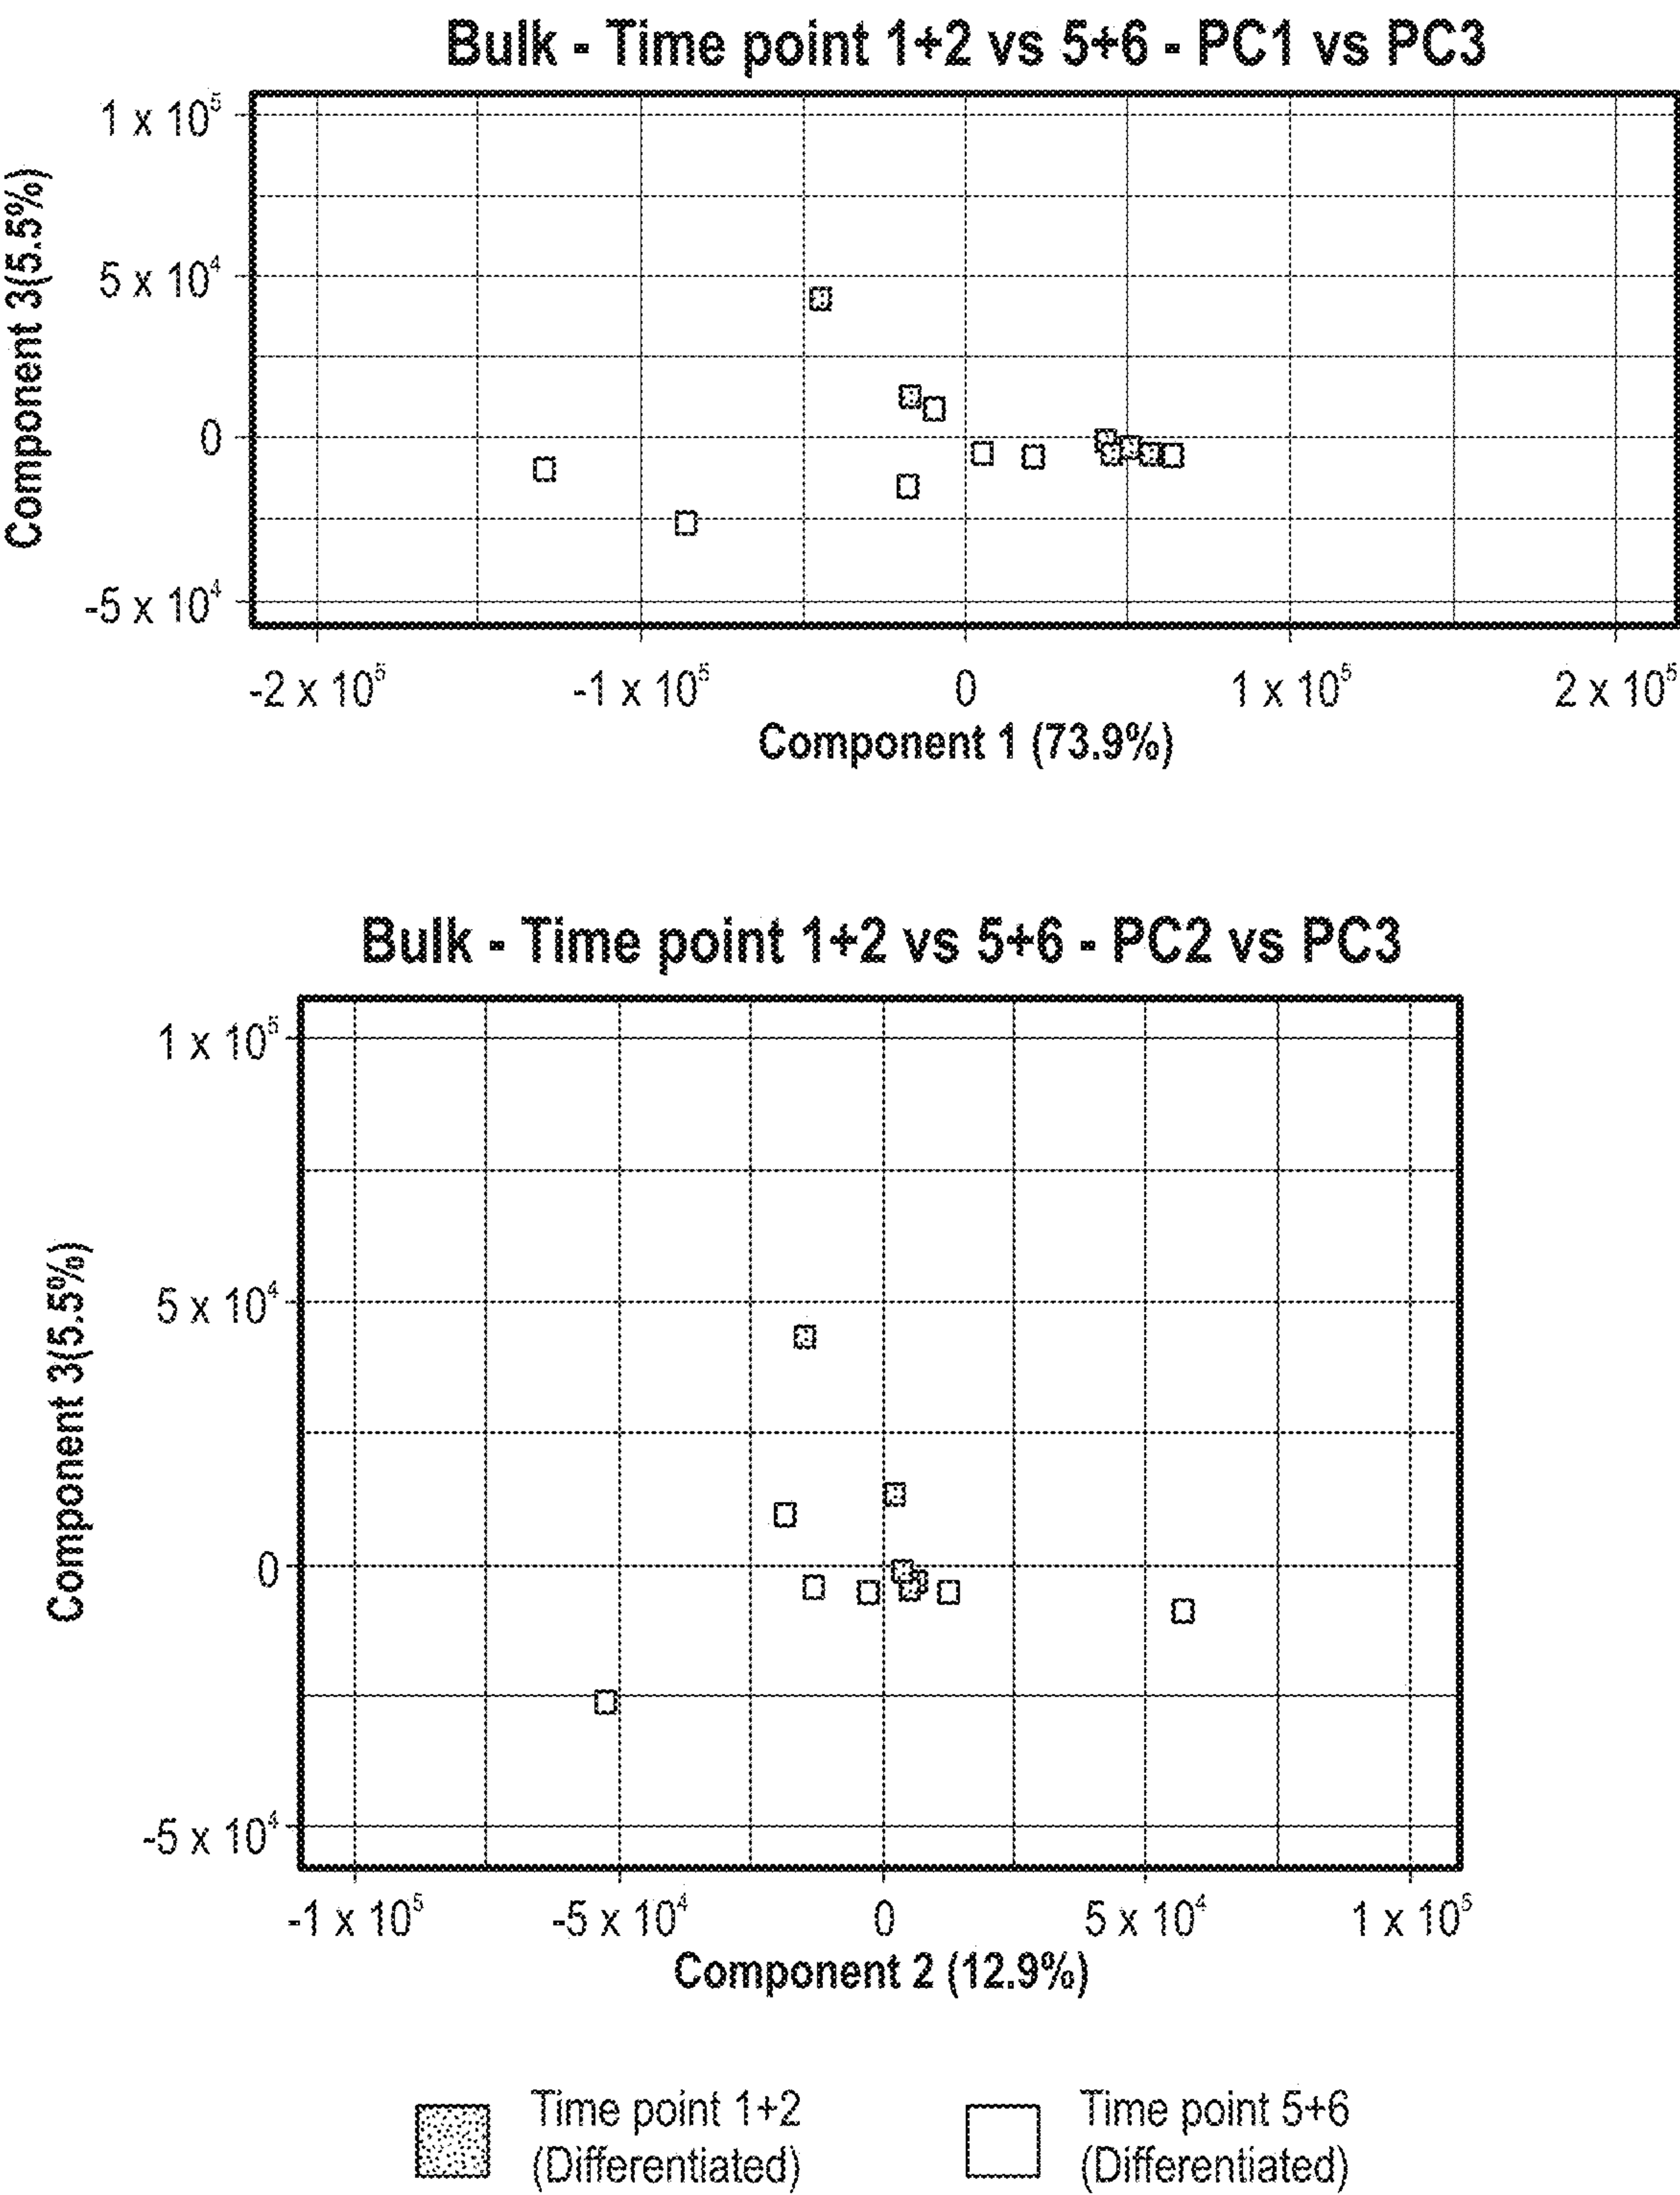 Bulk - Time point 1+2 vs 5+6 - PC1 vs PC3
1 x 10⁵
5 x 10⁴
0
-5 x 10⁴
Component 3(5.5%)
-2 x 10⁵ -1 x 10⁵ 0 1 x 10⁵ 2 x 10⁵
Component 1 (73.9%)
Bulk - Time point 1+2 vs 5+6 - PC2 vs PC3
1 x 10⁵
5 x 10⁴
0
-5 x 10⁴
Component 3(5.5%)
-1 x 10⁵ -5 x 10⁴ 0 5 x 10⁴ 1 x 10⁵
Component 2 (12.9%)
Time point 1+2
(Differentiated)
Time point 5+6
(Differentiated)